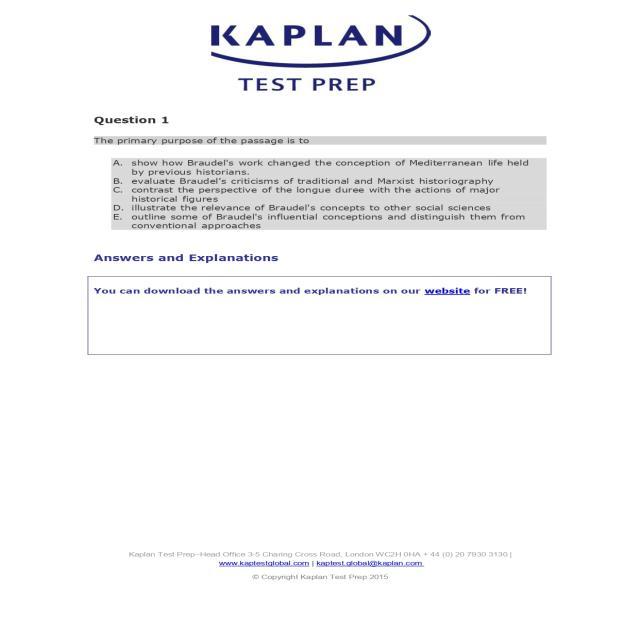 KAPLAN
TEST PREP
Question 1
The primary purpose of the passage is to
A. show how Braudel's work changed the conception of Mediterranean life held
by previous historians.
B. evaluate Braudel's criticisms of traditional and Marxist historiography
C. contrast the perspective of the longue duree with the actions of major
historical figures
D. illustrate the relevance of Braudel's concepts to other social sciences
E. outline some of Braudel's influential conceptions and distinguish them from
conventional approaches
Answers and Explanations
You can download the answers and explanations on our website for FREE!
Kaplan Test Prep–Head Office 3-5 Charing Cross Road, London WC2H 0HA + 44 (0) 20 7930 3130 |
www.kaptestglobal.com | kaptest.global@kaplan.com
© Copyright Kaplan Test Prep 2015